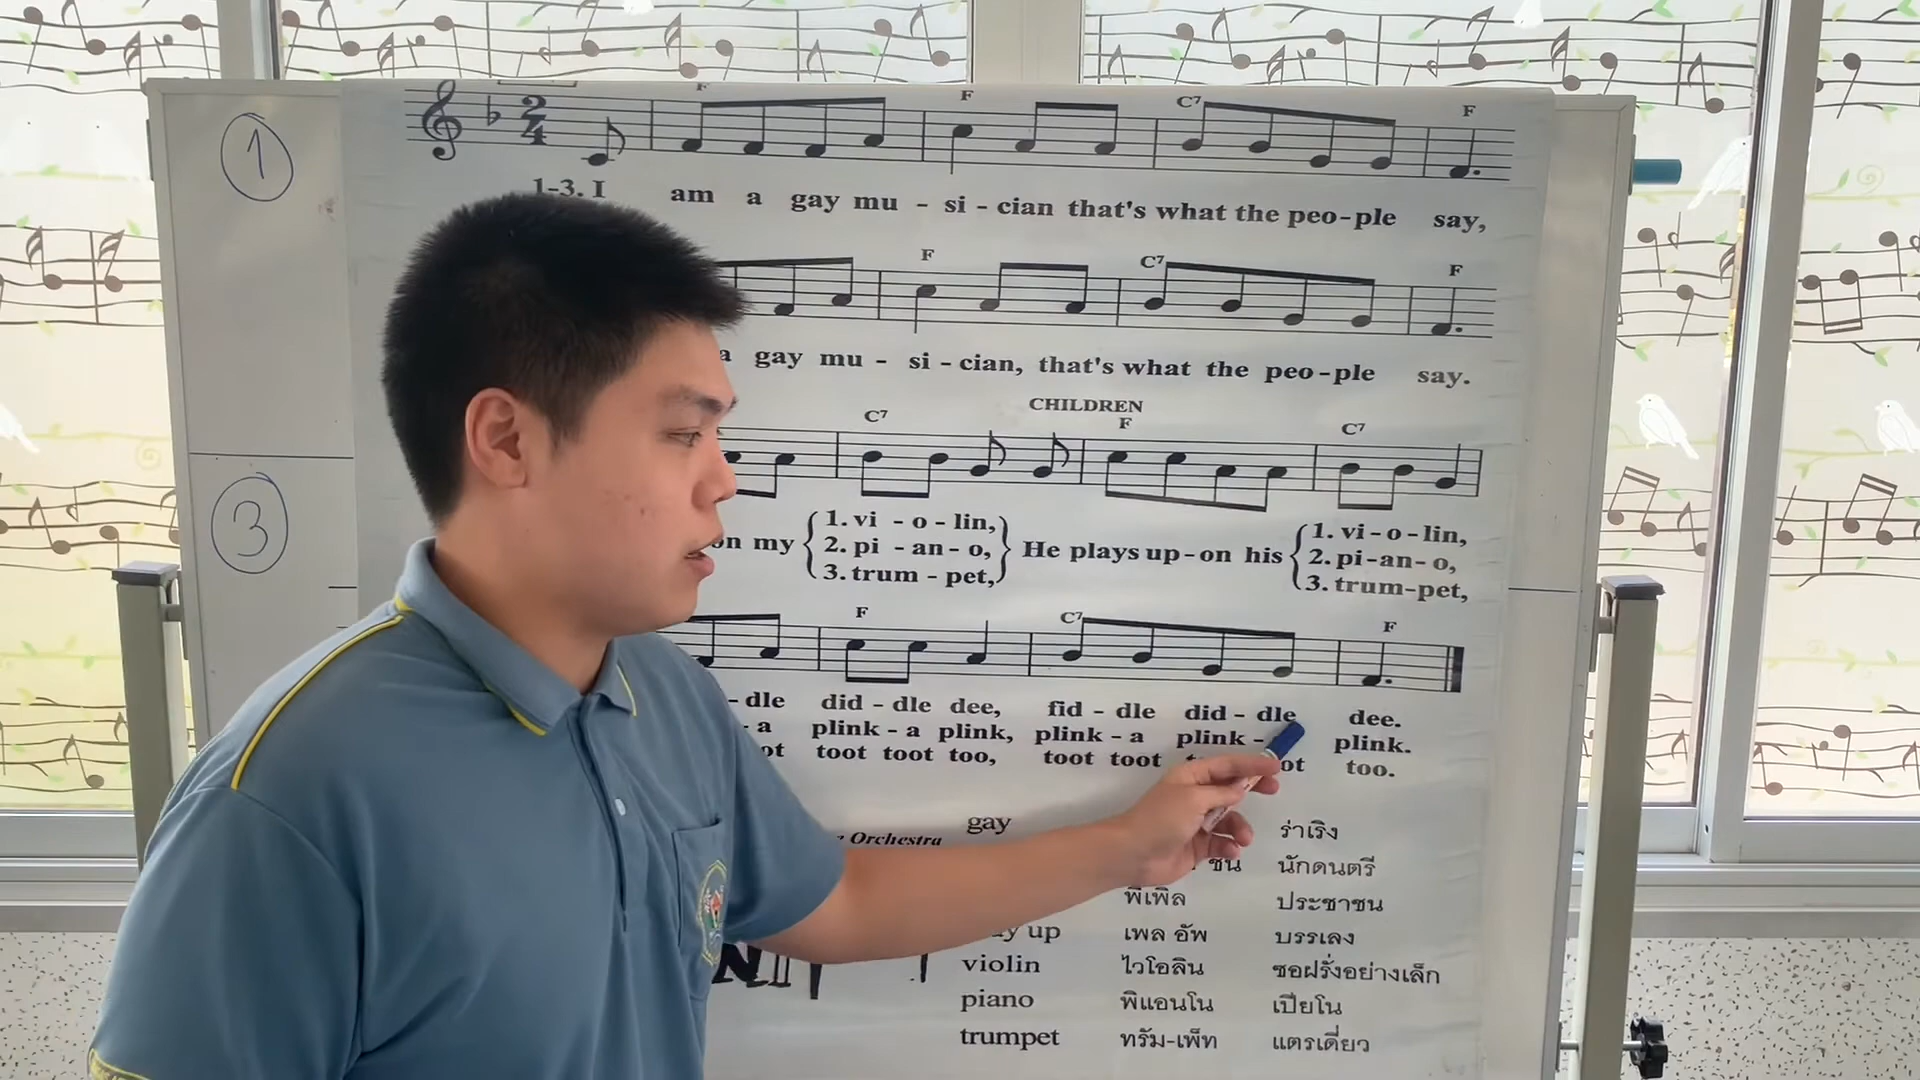 1
F F C7 F
2
4
1-3. I am a gay mu - si - cian that's what the peo-ple say,
F C7 F
a gay mu - si - cian, that's what the peo-ple say.
CHILDREN
C7 F C7
3
on my { 1. vi - o - lin, } He plays up-on his { 1. vi-o-lin,
2. pi - an- o, 2. pi-an- o,
3. trum - pet, 3. trum-pet,
F C7 F
- dle did - dle dee, fid - dle did - dle dee.
- a plink - a plink, plink - a plink - plink.
toot toot too, toot toot too.
Orchestra
gay ร่าเริง
ชัน นักดนตรี
พีเพิล ประชาชน
up เพล อัพ บรรเลง
violin ไวโอลิน ซอฝรั่งอย่างเล็ก
piano พิแอนโน เปียโน
trumpet ทรัม-เพ็ท แตรเดี่ยว